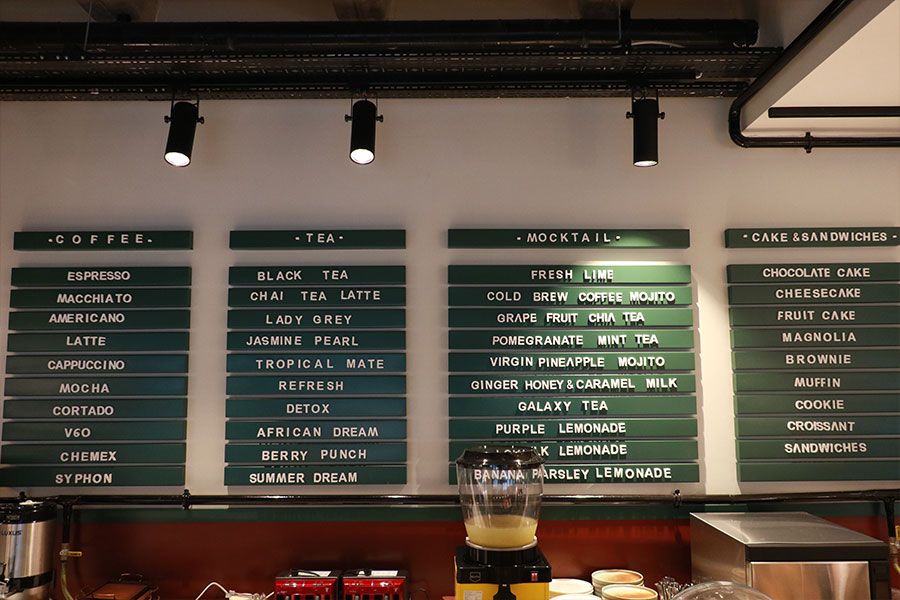 -COFFEE-
ESPRESSO
MACCHIATO
AMERICANO
LATTE
CAPPUCCINO
MOCHA
CORTADO
V60
CHEMEX
SYPHON
-TEA-
BLACK TEA
CHAI TEA LATTE
LADY GREY
JASMINE PEARL
TROPICAL MATE
REFRESH
DETOX
AFRICAN DREAM
BERRY PUNCH
SUMMER DREAM
-MOCKTAIL-
FRESH LIME
COLD BREW COFFEE MOJITO
GRAPE FRUIT CHIA TEA
POMEGRANATE MINT TEA
VIRGIN PINEAPPLE MOJITO
GINGER HONEY & CARAMEL MILK
GALAXY TEA
PURPLE LEMONADE
LEMONADE
BANANA PARSLEY LEMONADE
-CAKE & SANDWICHES-
CHOCOLATE CAKE
CHEESECAKE
FRUIT CAKE
MAGNOLIA
BROWNIE
MUFFIN
COOKIE
CROISSANT
SANDWICHES